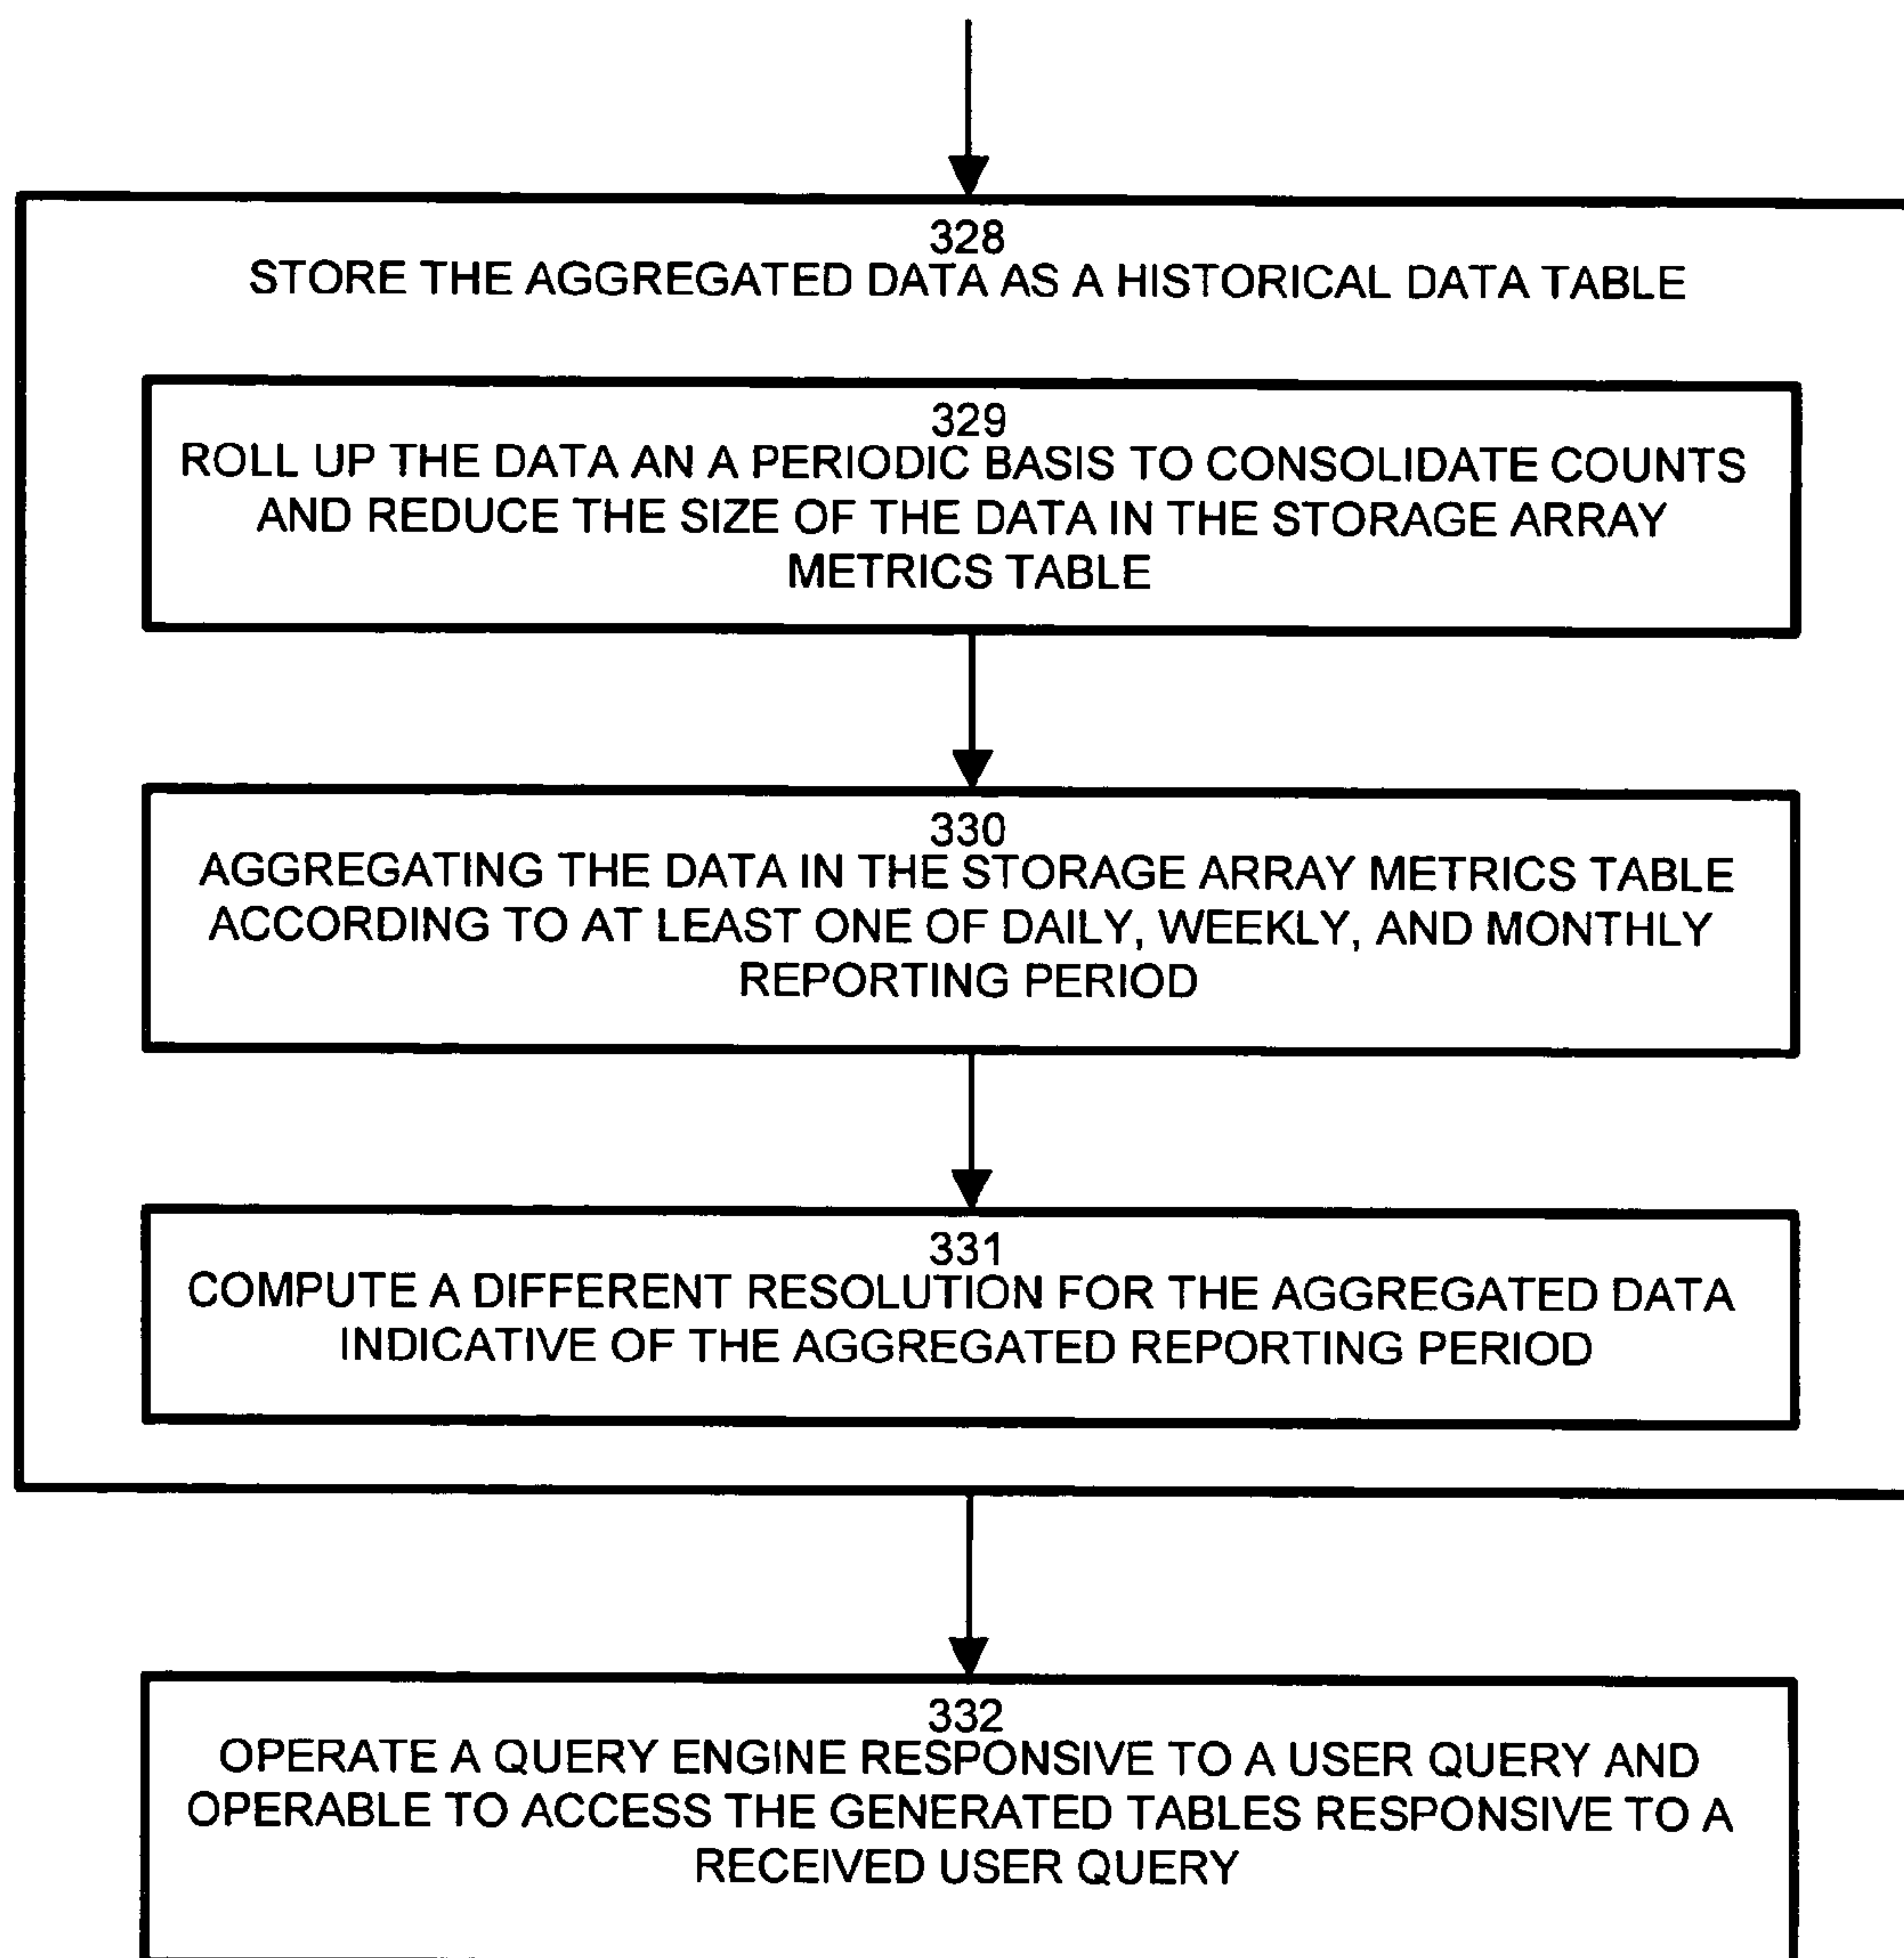 328
STORE THE AGGREGATED DATA AS A HISTORICAL DATA TABLE
329
ROLL UP THE DATA AN A PERIODIC BASIS TO CONSOLIDATE COUNTS
AND REDUCE THE SIZE OF THE DATA IN THE STORAGE ARRAY
METRICS TABLE
330
AGGREGATING THE DATA IN THE STORAGE ARRAY METRICS TABLE
ACCORDING TO AT LEAST ONE OF DAILY, WEEKLY, AND MONTHLY
REPORTING PERIOD
331
COMPUTE A DIFFERENT RESOLUTION FOR THE AGGREGATED DATA
INDICATIVE OF THE AGGREGATED REPORTING PERIOD
332
OPERATE A QUERY ENGINE RESPONSIVE TO A USER QUERY AND
OPERABLE TO ACCESS THE GENERATED TABLES RESPONSIVE TO A
RECEIVED USER QUERY